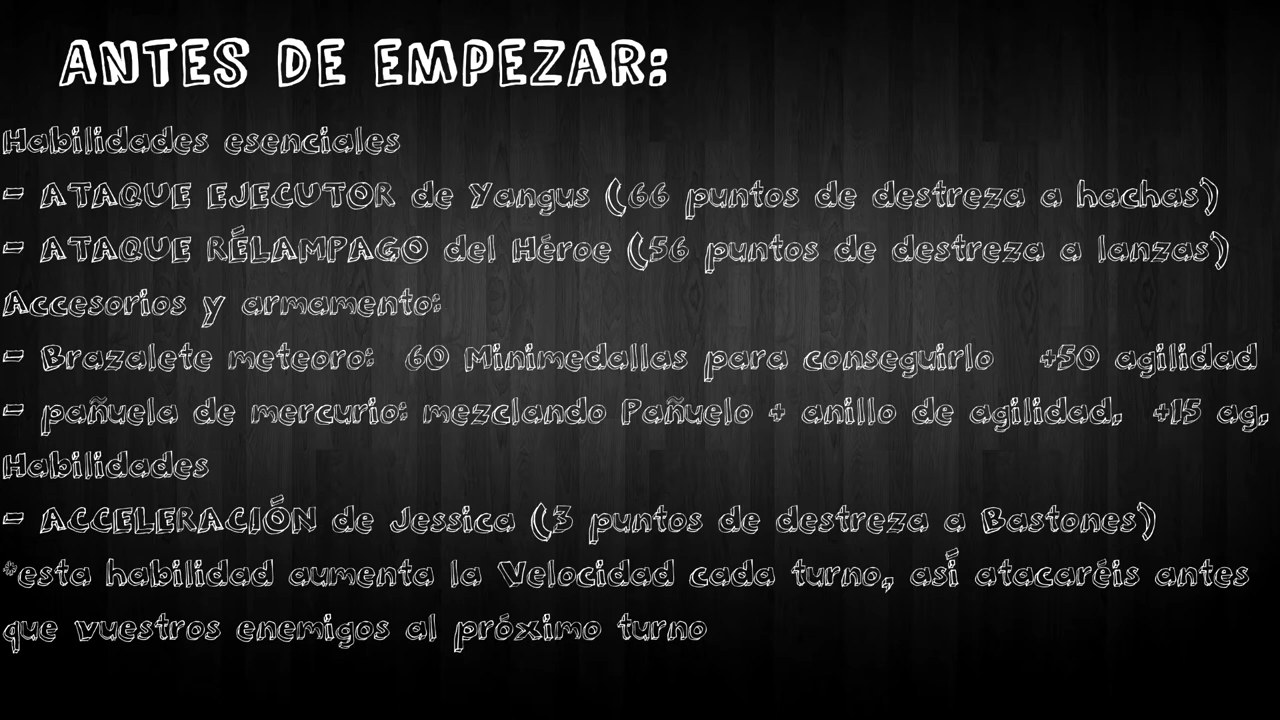 ANTES DE EMPEZAR:
Habilidades esenciales
- ATAQUE EJECUTOR de Yangus (66 puntos de destreza a hachas)
- ATAQUE RÉLAMPAGO del Héroe (56 puntos de destreza a lanzas)
Accesorios y armamento:
- Brazalete meteoro: 60 Minimedallas para conseguirlo +50 agilidad
- pañuela de mercurio: mezclando Pañuelo + anillo de agilidad, +15 ag,
Habilidades
- ACCELERACIÓN de Jessica (3 puntos de destreza a Bastones)
*esta habilidad aumenta la Velocidad cada turno, así atacaréis antes
que vuestros enemigos al próximo turno